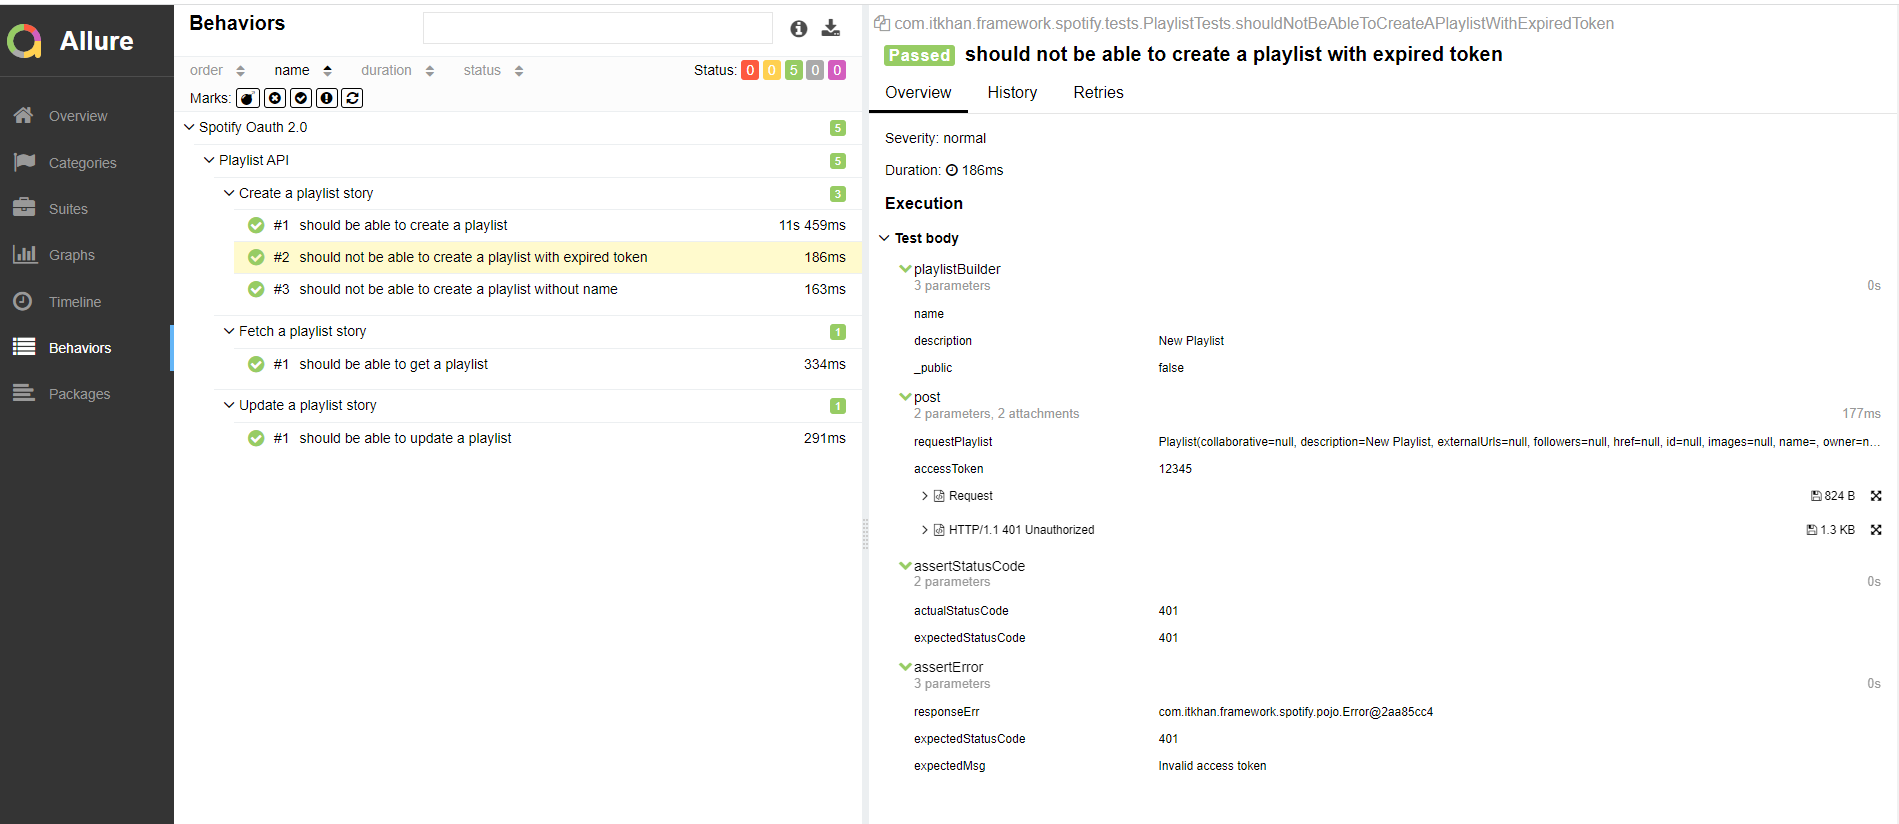 Allure
Overview
Categories
Suites
Graphs
Timeline
Behaviors
Packages
Behaviors
order name duration status Status: 0 0 5 0 0
Marks:
Spotify Oauth 2.0 5
Playlist API 5
Create a playlist story 3
#1 should be able to create a playlist 11s 459ms
#2 should not be able to create a playlist with expired token 186ms
#3 should not be able to create a playlist without name 163ms
Fetch a playlist story 1
#1 should be able to get a playlist 334ms
Update a playlist story 1
#1 should be able to update a playlist 291ms
com.itkhan.framework.spotify.tests.PlaylistTests.shouldNotBeAbleToCreateAPlaylistWithExpiredToken
Passed should not be able to create a playlist with expired token
Overview History Retries
Severity: normal
Duration: 186ms
Execution
Test body
playlistBuilder
3 parameters 0s
name
description New Playlist
_public false
post
2 parameters, 2 attachments 177ms
requestPlaylist Playlist(collaborative=null, description=New Playlist, externalUrls=null, followers=null, href=null, id=null, images=null, name=, owner=n...
accessToken 12345
Request 824 B
HTTP/1.1 401 Unauthorized 1.3 KB
assertStatusCode
2 parameters 0s
actualStatusCode 401
expectedStatusCode 401
assertError
3 parameters 0s
responseErr com.itkhan.framework.spotify.pojo.Error@2aa85cc4
expectedStatusCode 401
expectedMsg Invalid access token